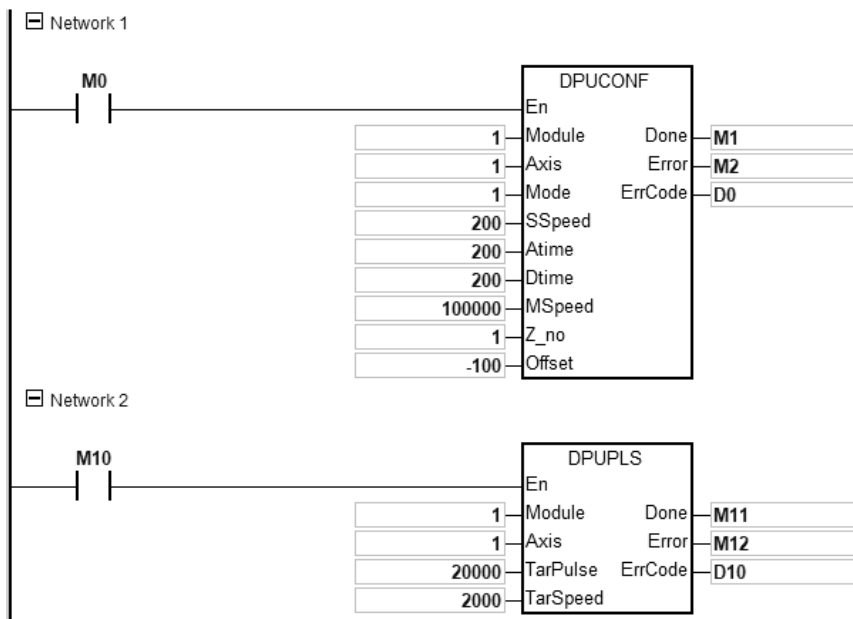 Network 1
M0
DPUCONF
En
1 Module Done M1
1 Axis Error M2
1 Mode ErrCode D0
200 SSpeed
200 Atime
200 Dtime
100000 MSpeed
1 Z_no
-100 Offset
Network 2
M10
DPUPLS
En
1 Module Done M11
1 Axis Error M12
20000 TarPulse ErrCode D10
2000 TarSpeed